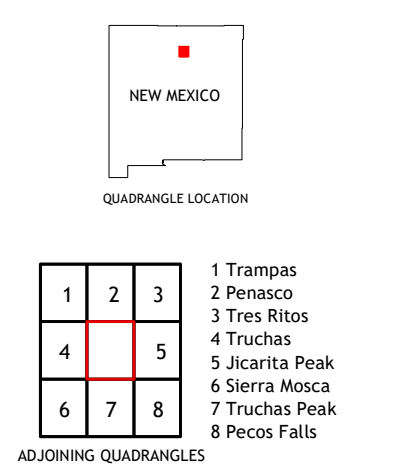 NEW MEXICO
QUADRANGLE LOCATION
1 2 3
4 5
6 7 8
1 Trampas
2 Penasco
3 Tres Ritos
4 Truchas
5 Jicarita Peak
6 Sierra Mosca
7 Truchas Peak
8 Pecos Falls
ADJOINING QUADRANGLES